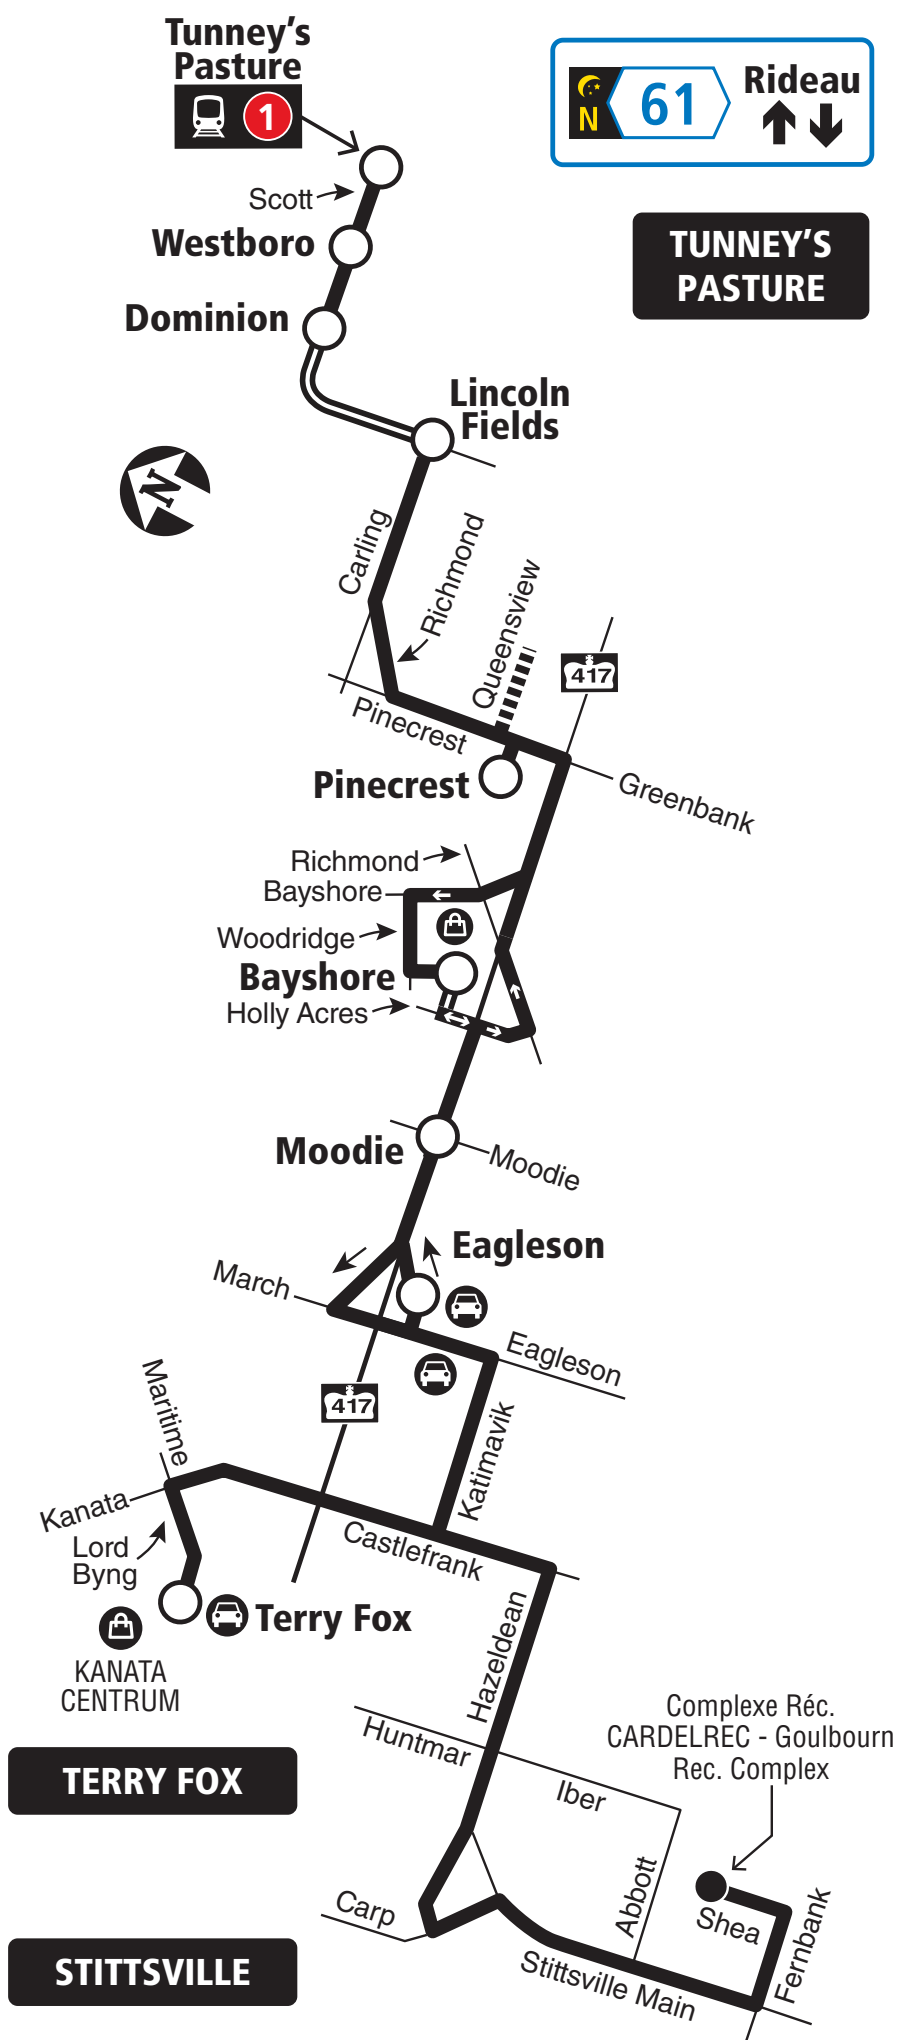 Tunney's
Pasture
1
N
61
Rideau
TUNNEY'S
PASTURE
Scott
Westboro
Dominion
Lincoln
Fields
N
Carling
Richmond
Queensview
417
Pinecrest
Pinecrest
Greenbank
Richmond
Bayshore
Woodridge
Bayshore
Holly Acres
Moodie
Moodie
Eagleson
March
Eagleson
Maritime
417
Katimavik
Kanata
Castlefrank
Lord
Byng
Terry Fox
KANATA
CENTRUM
Hazeldean
Huntmar
Complexe Réc.
CARDELREC - Goulbourn
Rec. Complex
TERRY FOX
Iber
Abbott
Carp
Shea
Fernbank
STITTSVILLE
Stittsville Main